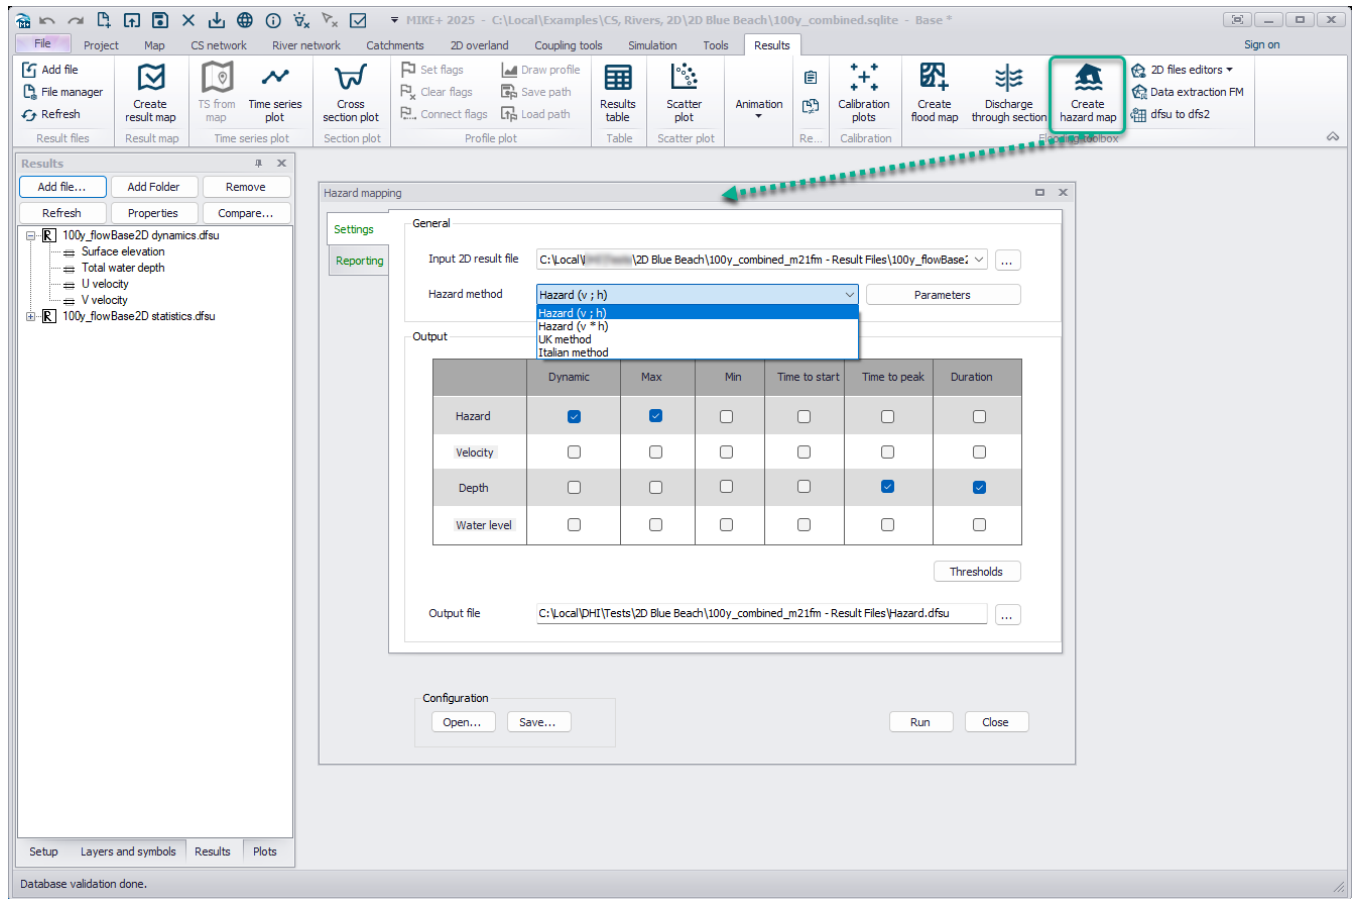 MIKE+ 2025 - C:\Local\Examples\CS, Rivers, 2D\2D Blue Beach\100y_combined.sqlite - Base *
File Project Map CS network River network Catchments 2D overland Coupling tools Simulation Tools Results Sign on
Add file
File manager
Refresh
Result files
Create
result map
Result map
TS from
map
Time series
plot
Time series plot
Cross
section plot
Section plot
Set flags
Clear flags
Connect flags
Draw profile
Save path
Load path
Profile plot
Results
table
Table
Scatter
plot
Scatter plot
Animation
Re...
Calibration
plots
Calibration
Create
flood map
Discharge
through section
Create
hazard map
2D files editors
Data extraction FM
dfsu to dfs2
toolbox
Results
Add file... Add Folder Remove
Refresh Properties Compare...
100y_flowBase2D dynamics.dfsu
Surface elevation
Total water depth
U velocity
V velocity
100y_flowBase2D statistics.dfsu
Setup Layers and symbols Results Plots
Database validation done.
Hazard mapping
Settings
Reporting
General
Input 2D result file C:\Local\ \2D Blue Beach\100y_combined_m21fm - Result Files\100y_flowBase2 ...
Hazard method Hazard (v ; h) Parameters
Hazard (v ; h)
Hazard (v * h)
UK method
Italian method
Output
Dynamic Max Min Time to start Time to peak Duration
Hazard
Velocity
Depth
Water level
Thresholds
Output file C:\Local\DHI\Tests\2D Blue Beach\100y_combined_m21fm - Result Files\Hazard.dfsu ...
Configuration
Open... Save... Run Close